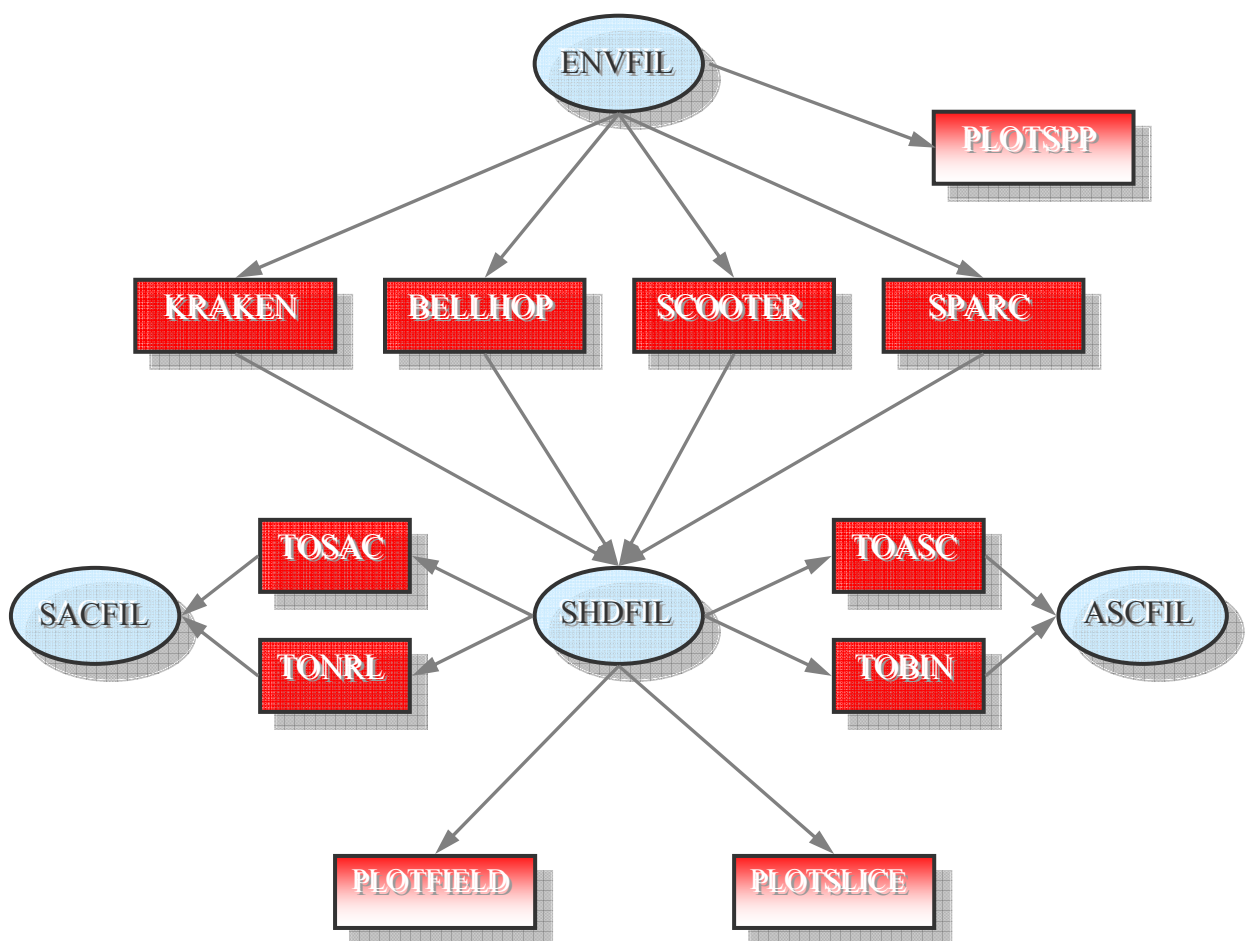 ENVFIL
PLOTSPP
KRAKEN
BELLHOP
SCOOTER
SPARC
TOSAC
TOASC
SACFIL
SHDFIL
ASCFIL
TONRL
TOBIN
PLOTFIELD
PLOTSLICE